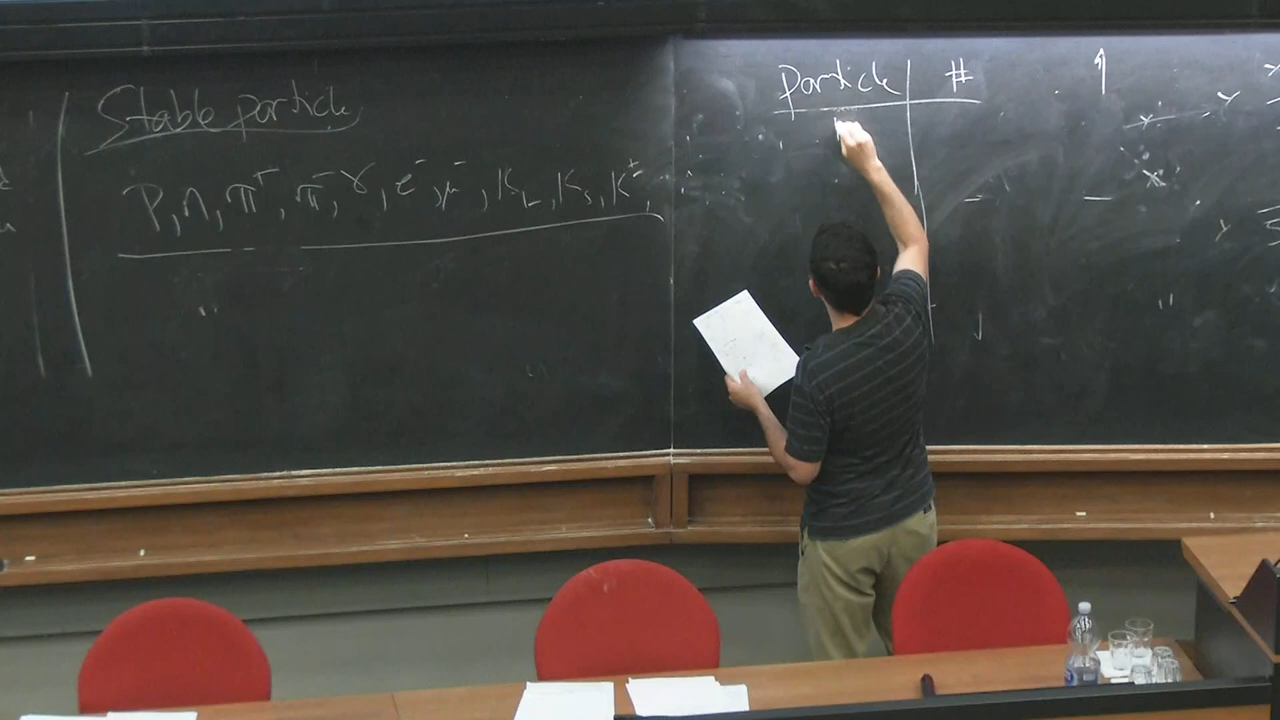 Stable particle
P, n, π⁺, π⁻, γ, e⁻, μ⁻, K_L, K_S, K⁺,
Particle #